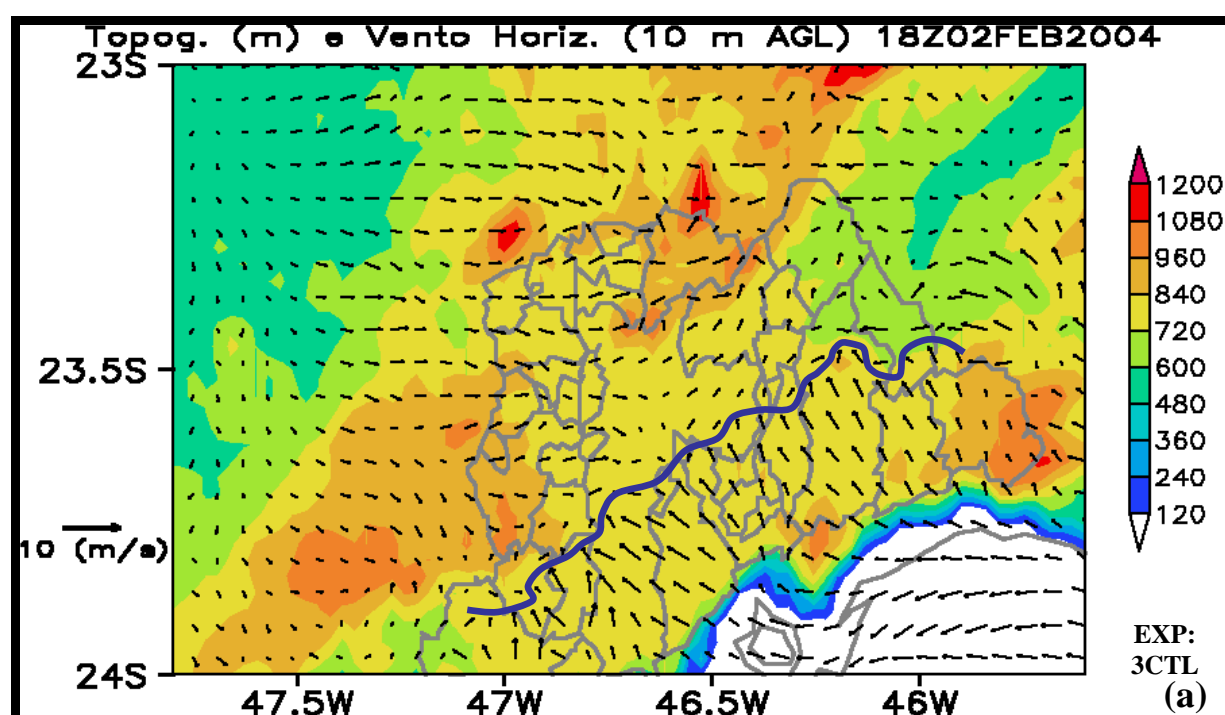 Topog. (m) e Vento Horiz. (10 m AGL) 18Z02FEB2004
23S
23.5S
24S
47.5W
47W
46.5W
46W
10 (m/s)
1200
1080
960
840
720
600
480
360
240
120
EXP:
3CTL
(a)